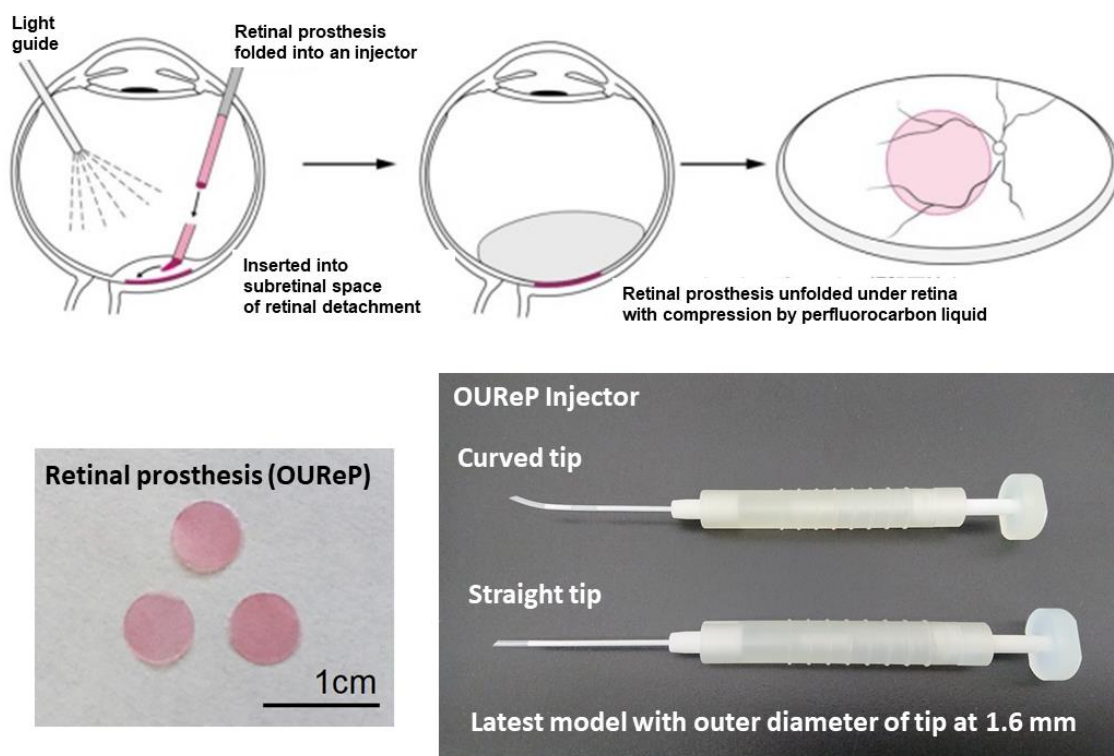 Light
guide
Retinal prosthesis
folded into an injector
Inserted into
subretinal space
of retinal detachment
Retinal prosthesis unfolded under retina
with compression by perfluorocarbon liquid
Retinal prosthesis (OUReP)
1cm
OUReP Injector
Curved tip
Straight tip
Latest model with outer diameter of tip at 1.6 mm